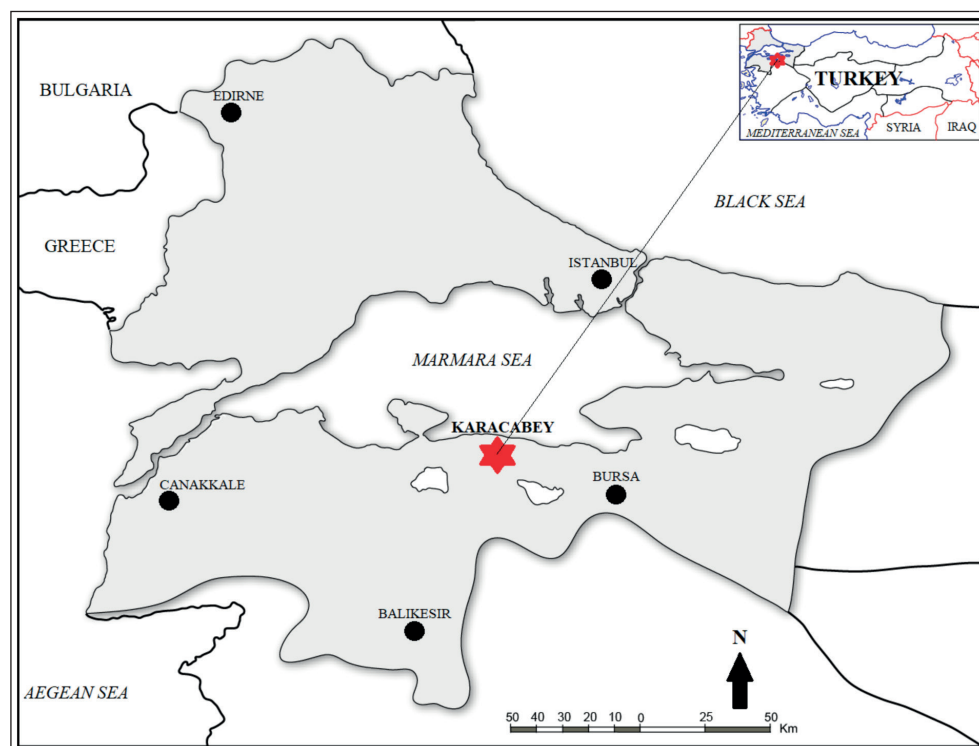 BULGARIA
EDIRNE
TURKEY
MEDITERRANEAN SEA
SYRIA
IRAQ
BLACK SEA
GREECE
ISTANBUL
MARMARA SEA
KARACABEY
CANAKKALE
BURSA
BALIKESIR
N
AEGEAN SEA
50 40 30 20 10 0 25 50
Km